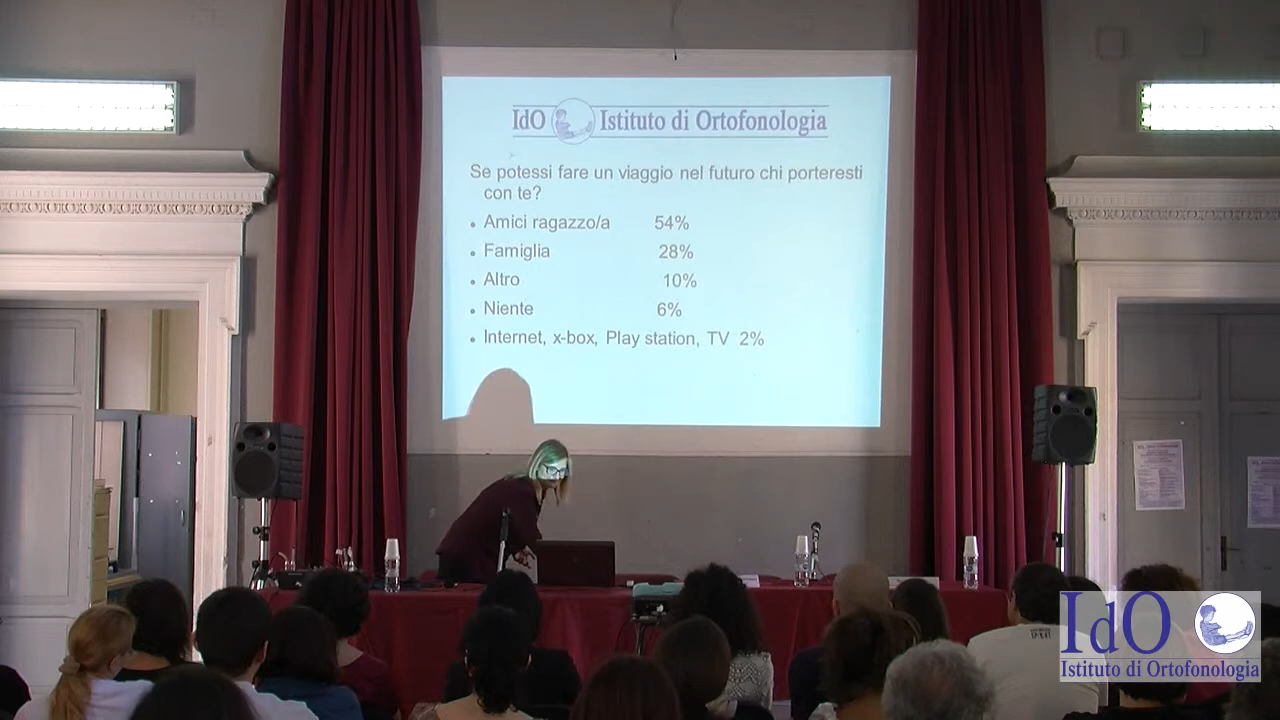 IdO Istituto di Ortofonologia
Se potessi fare un viaggio nel futuro chi porteresti
con te?
• Amici ragazzo/a 54%
• Famiglia 28%
• Altro 10%
• Niente 6%
• Internet, x-box, Play station, TV 2%
IdO
Istituto di Ortofonologia